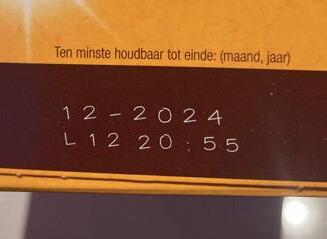 Ten minste houdbaar tot einde: (maand, jaar)
12-2024
L12 20:55